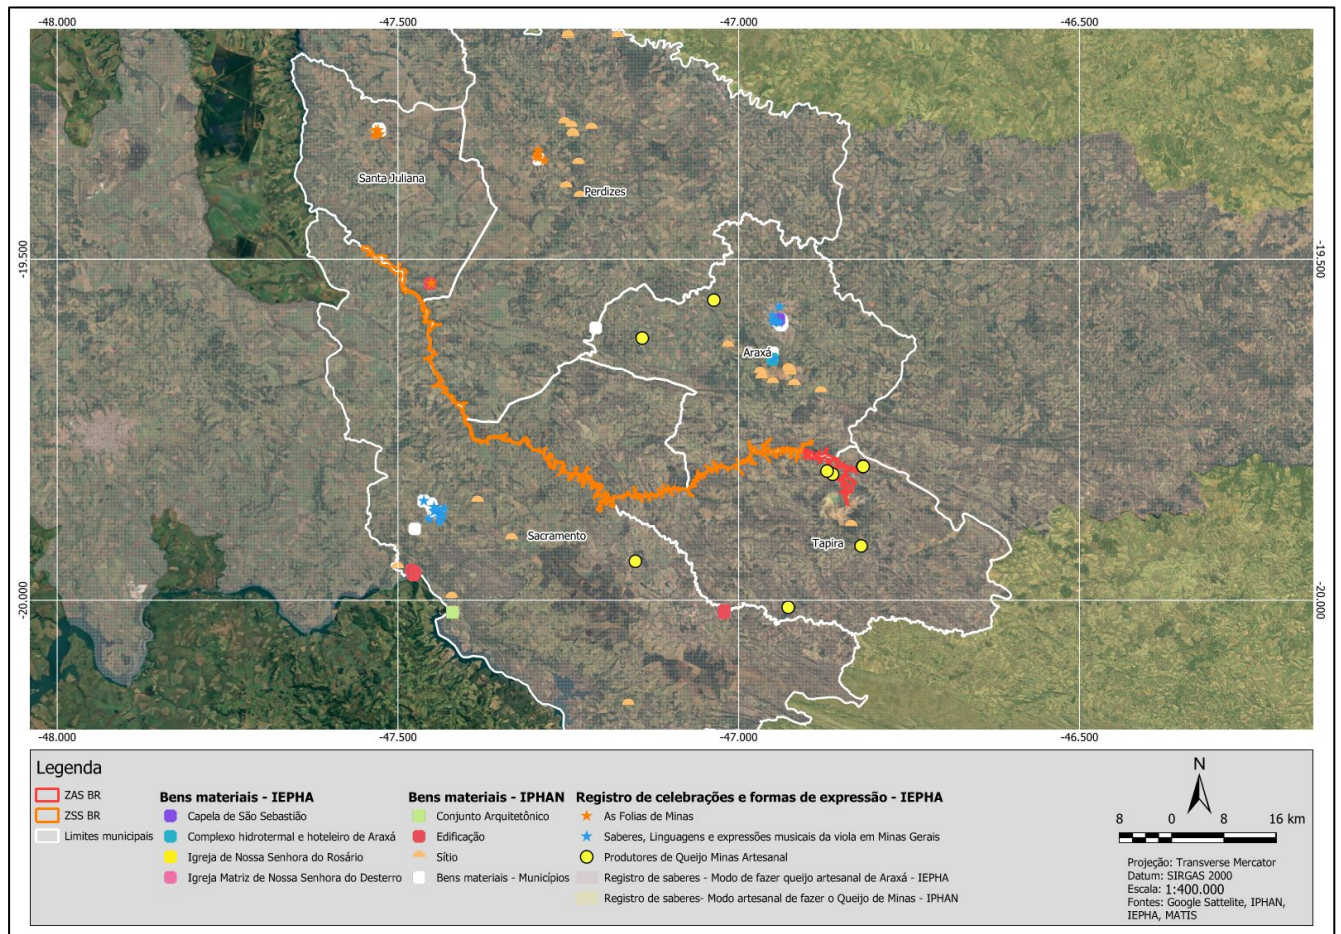 -48.000
-47.500
-47.000
-46.500
-19.500
-19.500
Santa Juliana
Perdizes
Araxá
Sacramento
Tapira
-20.000
-20.000
-48.000
-47.500
-47.000
-46.500
Legenda
ZAS BR
ZSS BR
Limites municipais
Bens materiais - IEPHA
Capela de São Sebastião
Complexo hidrotermal e hoteleiro de Araxá
Igreja de Nossa Senhora do Rosário
Igreja Matriz de Nossa Senhora do Desterro
Bens materiais - IPHAN
Conjunto Arquitetônico
Edificação
Sítio
Bens materiais - Municípios
Registro de celebrações e formas de expressão - IEPHA
As Folias de Minas
Saberes, Linguagens e expressões musicais da viola em Minas Gerais
Produtores de Queijo Minas Artesanal
Registro de saberes - Modo de fazer queijo artesanal de Araxá - IEPHA
Registro de saberes- Modo artesanal de fazer o Queijo de Minas - IPHAN
N
8 0 8 16 km
Projeção: Transverse Mercator
Datum: SIRGAS 2000
Escala: 1:400.000
Fontes: Google Sattelite, IPHAN,
IEPHA, MATIS